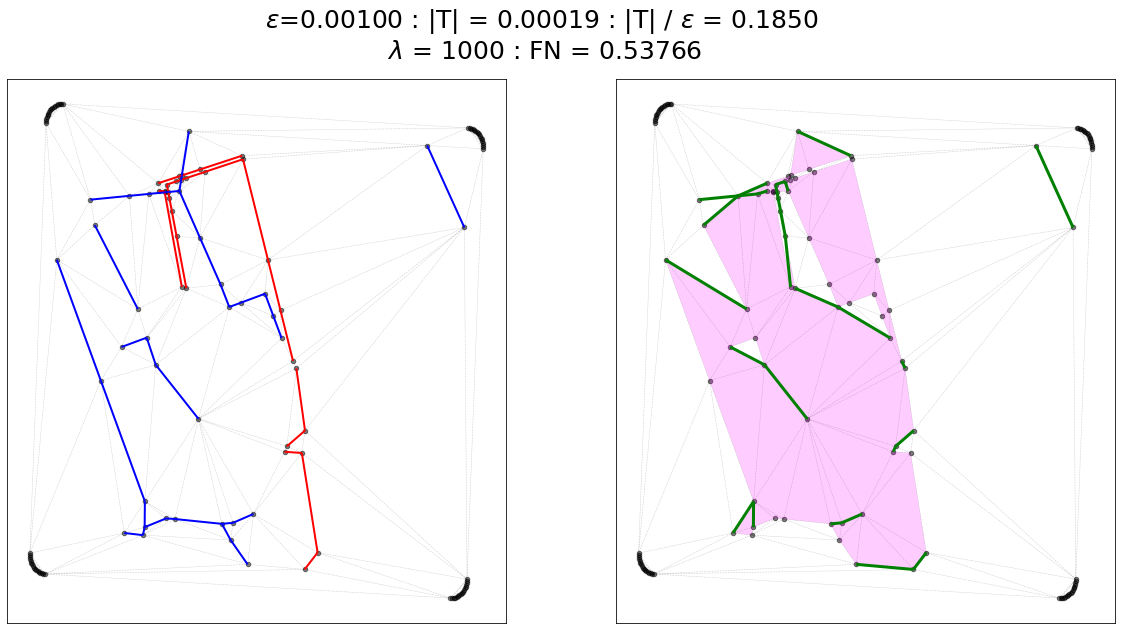 ε=0.00100 : |T| = 0.00019 : |T| / ε = 0.1850
λ = 1000 : FN = 0.53766